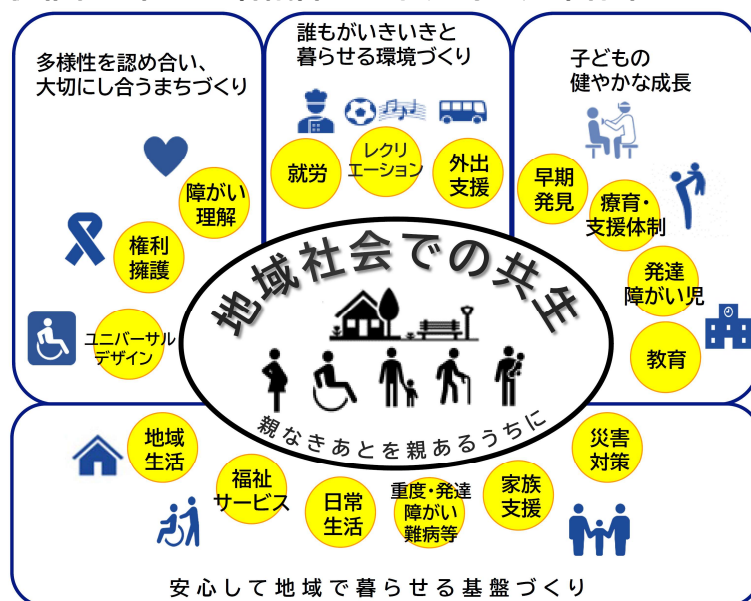 多様性を認め合い、
大切にし合うまちづくり
障がい
理解
権利
擁護
ユニバーサル
デザイン
誰もがいきいきと
暮らせる環境づくり
就労
レクリ
エーション
外出
支援
子どもの
健やかな成長
早期
発見
療育・
支援体制
発達
障がい児
教育
地域社会での共生
親なきあとを親あるうちに
地域
生活
福祉
サービス
日常
生活
重度・発達
障がい
難病等
家族
支援
災害
対策
安心して地域で暮らせる基盤づくり